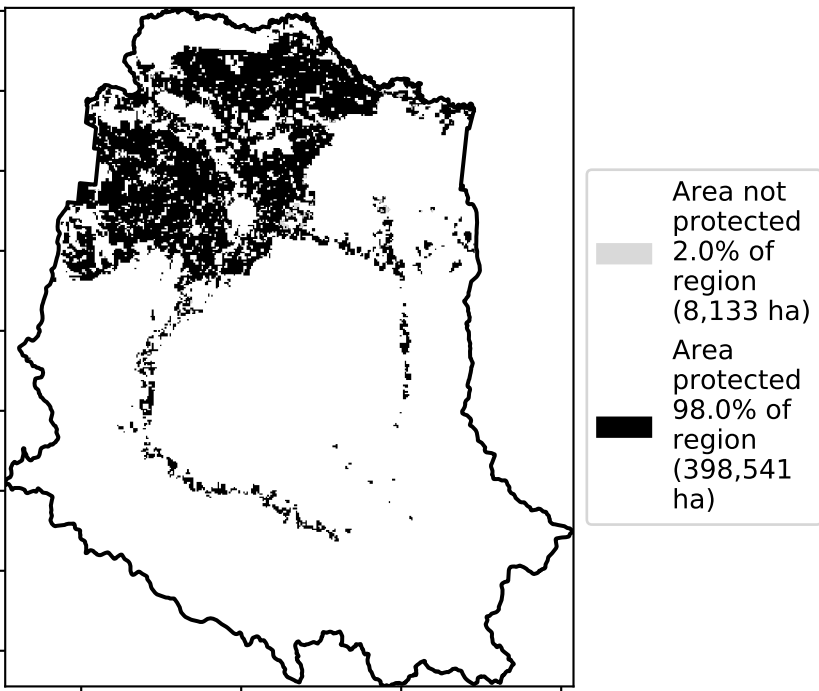 Area not
protected
2.0% of
region
(8,133 ha)
Area
protected
98.0% of
region
(398,541
ha)